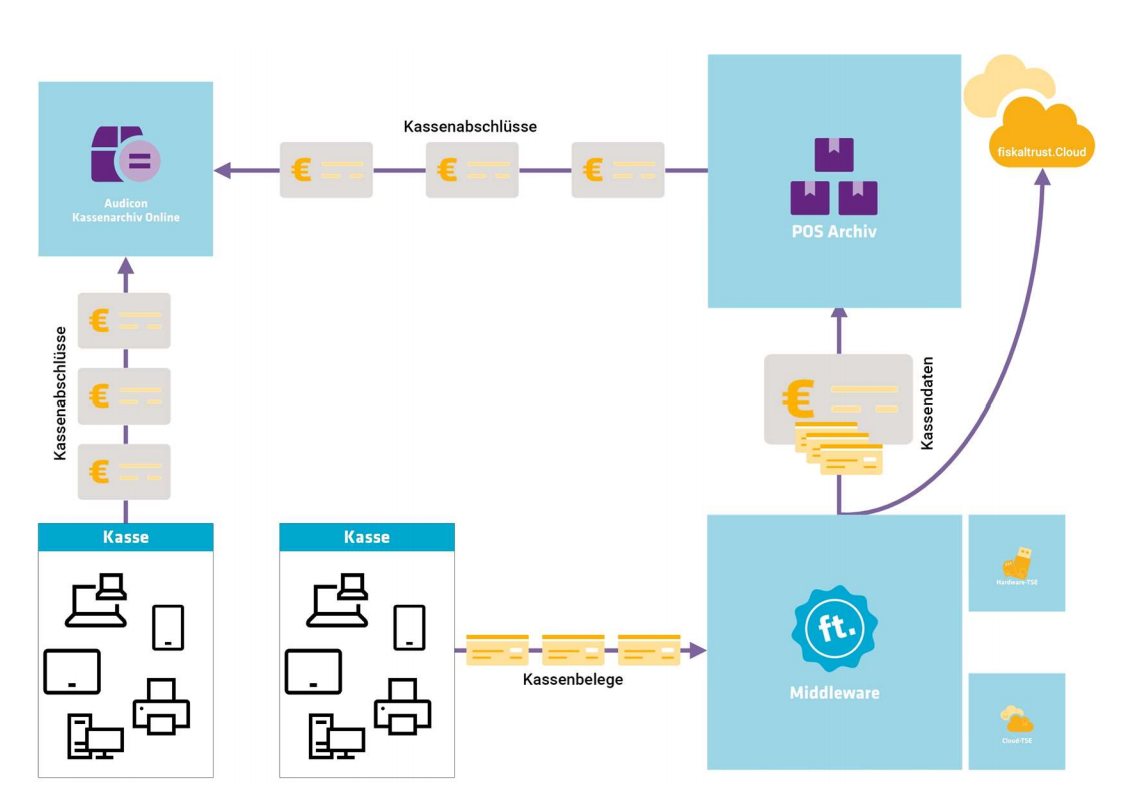 Kassenabschlüsse
fiskaltrust.Cloud
Audicon
Kassenarchiv Online
POS Archiv
Kassenabschlüsse
Kassendaten
Kasse
Kasse
Hardware-TSE
ft.
Kassenbelege
Middleware
Cloud-TSE